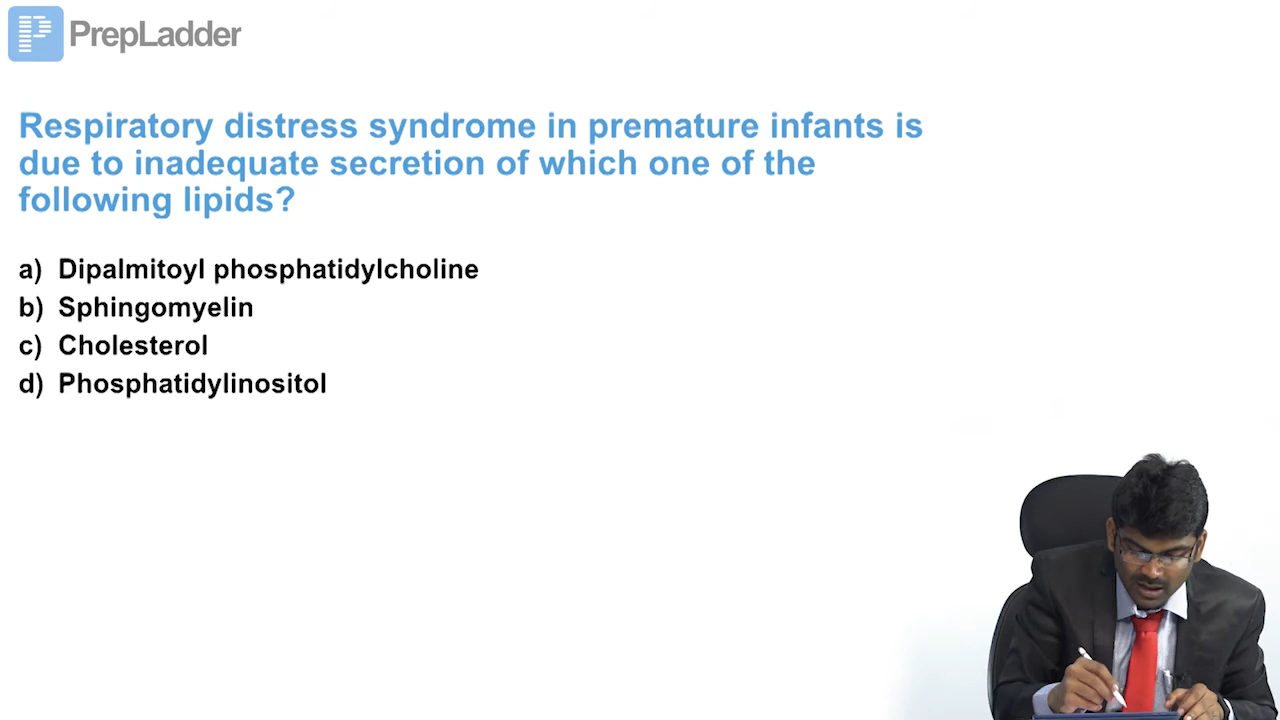 PrepLadder
Respiratory distress syndrome in premature infants is
due to inadequate secretion of which one of the
following lipids?
a) Dipalmitoyl phosphatidylcholine
b) Sphingomyelin
c) Cholesterol
d) Phosphatidylinositol